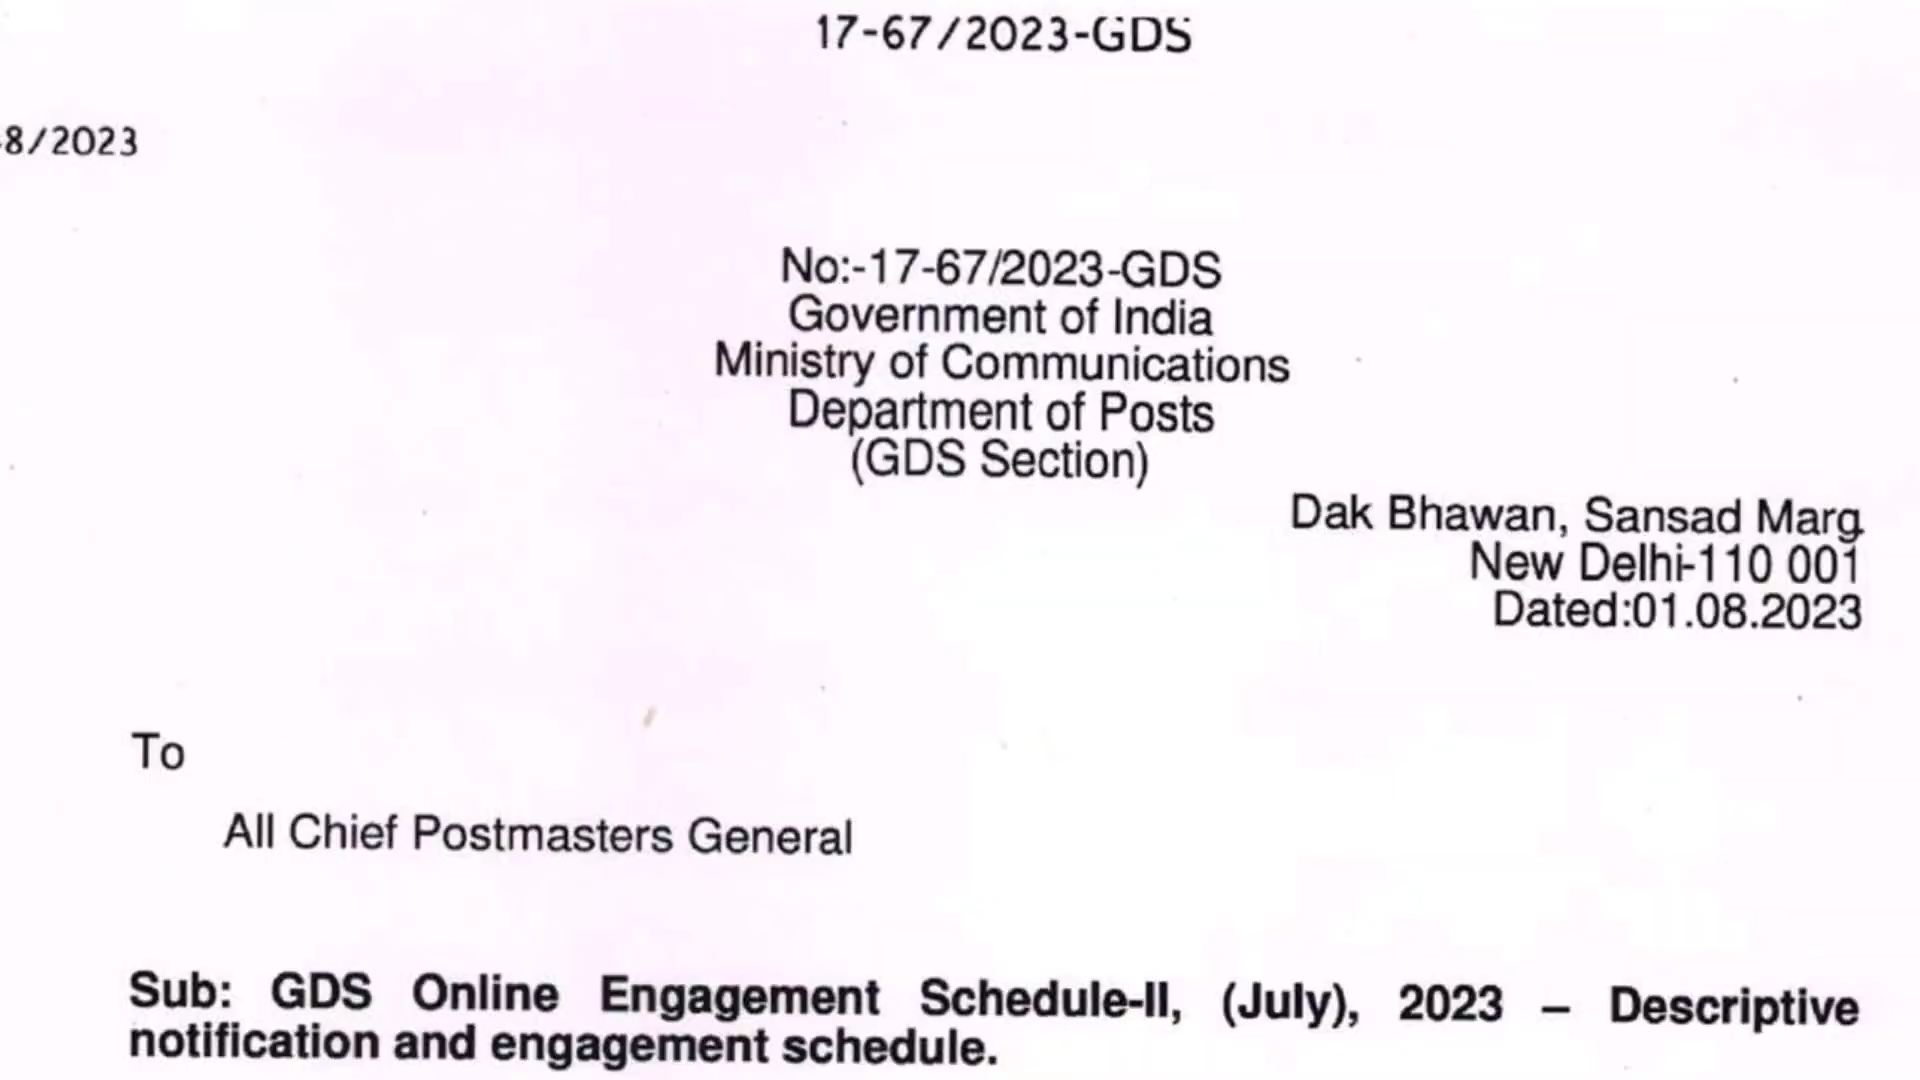 17-67/2023-GDS
8/2023
No:-17-67/2023-GDS
Government of India
Ministry of Communications
Department of Posts
(GDS Section)
Dak Bhawan, Sansad Marg
New Delhi-110 001
Dated:01.08.2023
To
All Chief Postmasters General
Sub: GDS Online Engagement Schedule-II, (July), 2023 – Descriptive
notification and engagement schedule.